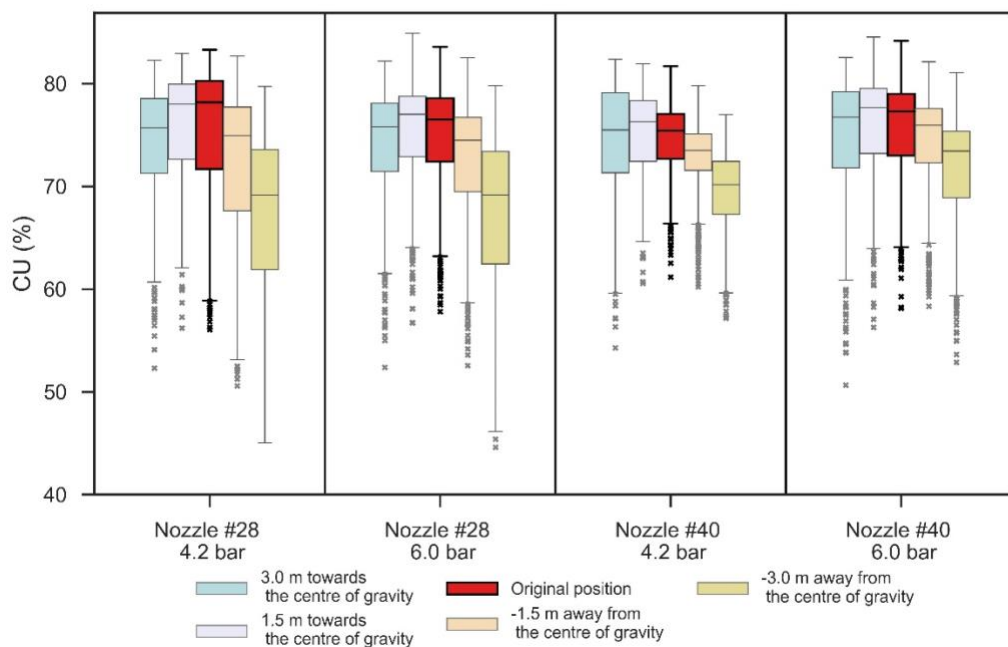 CU (%)
80
70
60
50
40
Nozzle #28
4.2 bar
Nozzle #28
6.0 bar
Nozzle #40
4.2 bar
Nozzle #40
6.0 bar
3.0 m towards
the centre of gravity
Original position
-3.0 m away from
the centre of gravity
1.5 m towards
the centre of gravity
-1.5 m away from
the centre of gravity